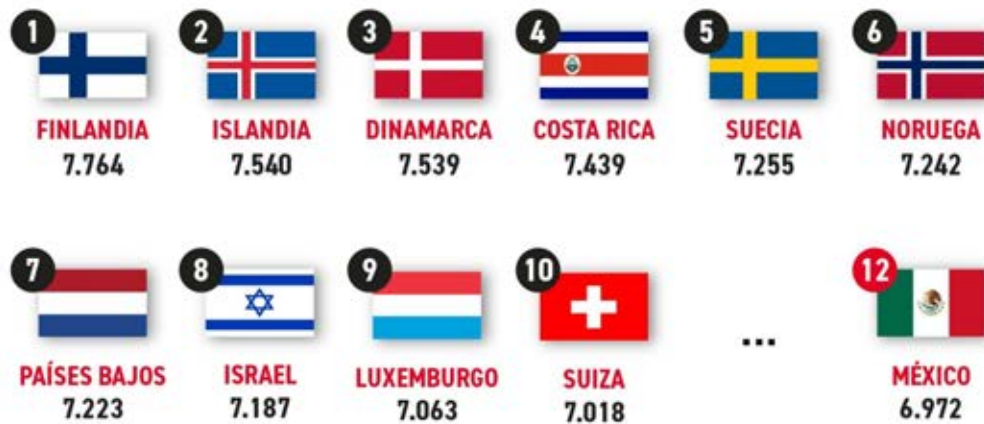 1 2 3 4 5 6
FINLANDIA ISLANDIA DINAMARCA COSTA RICA SUECIA NORUEGA
7.764 7.540 7.539 7.439 7.255 7.242
7 8 9 10 12
...
PAÍSES BAJOS ISRAEL LUXEMBURGO SUIZA MÉXICO
7.223 7.187 7.063 7.018 6.972